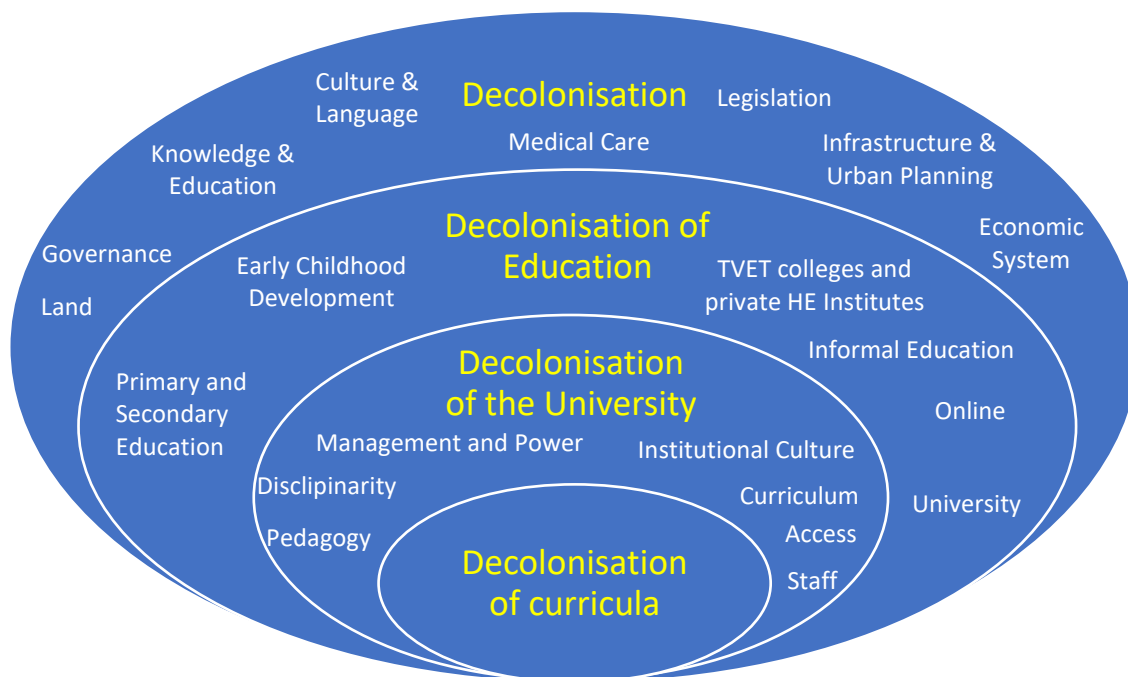 Culture &
Language
Decolonisation
Legislation
Medical Care
Infrastructure &
Urban Planning
Knowledge &
Education
Governance
Land
Economic
System
Decolonisation of
Education
Early Childhood
Development
TVET colleges and
private HE Institutes
Informal Education
Primary and
Secondary
Education
Online
University
Decolonisation
of the University
Management and Power
Institutional Culture
Disclipinarity
Curriculum
Pedagogy
Access
Staff
Decolonisation
of curricula